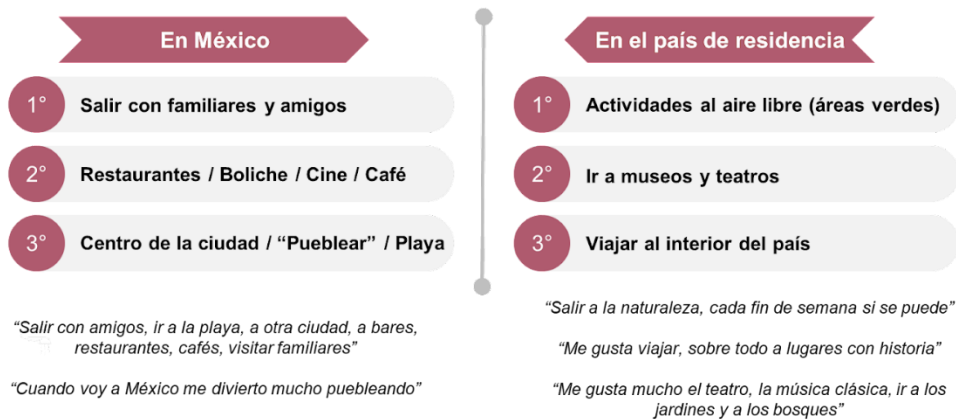 En México
1° Salir con familiares y amigos
2° Restaurantes / Boliche / Cine / Café
3° Centro de la ciudad / “Pueblear” / Playa
“Salir con amigos, ir a la playa, a otra ciudad, a bares,
restaurantes, cafés, visitar familiares”
“Cuando voy a México me divierto mucho puebleando”
En el país de residencia
1° Actividades al aire libre (áreas verdes)
2° Ir a museos y teatros
3° Viajar al interior del país
“Salir a la naturaleza, cada fin de semana si se puede”
“Me gusta viajar, sobre todo a lugares con historia”
“Me gusta mucho el teatro, la música clásica, ir a los
jardines y a los bosques”